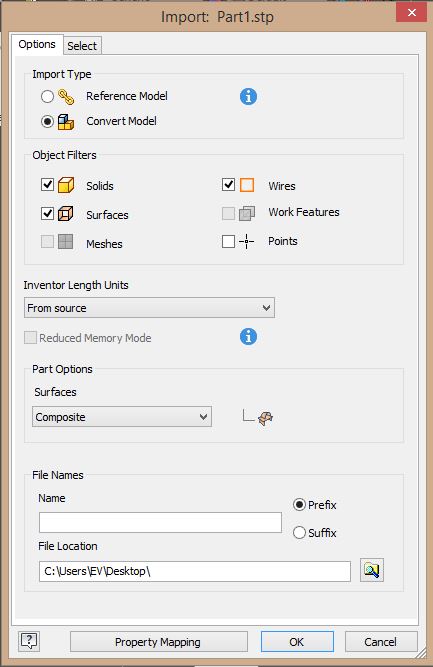 Import: Part1.stp
Options Select
Import Type
Reference Model
Convert Model
Object Filters
Solids Wires
Surfaces Work Features
Meshes Points
Inventor Length Units
From source
Reduced Memory Mode
Part Options
Surfaces
Composite
File Names
Name
Prefix
Suffix
File Location
C:\Users\EV\Desktop\
Property Mapping OK Cancel